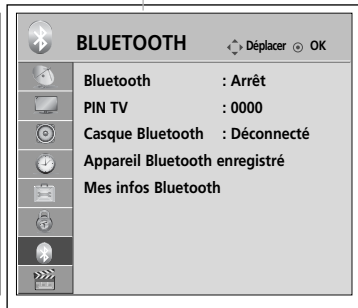 BLUETOOTH Déplacer OK
Bluetooth : Arrêt
PIN TV : 0000
Casque Bluetooth : Déconnecté
Appareil Bluetooth enregistré
Mes infos Bluetooth